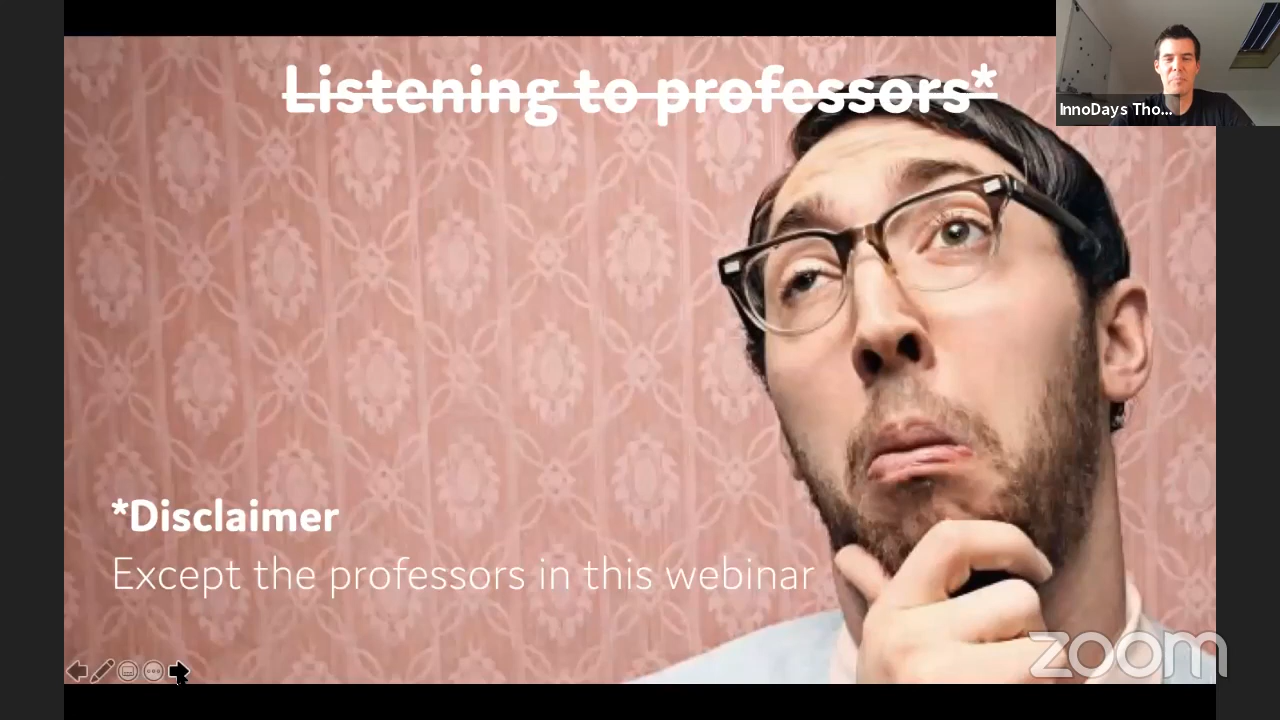 Listening to professors*
InnoDays Tho...
*Disclaimer
Except the professors in this webinar
zoom